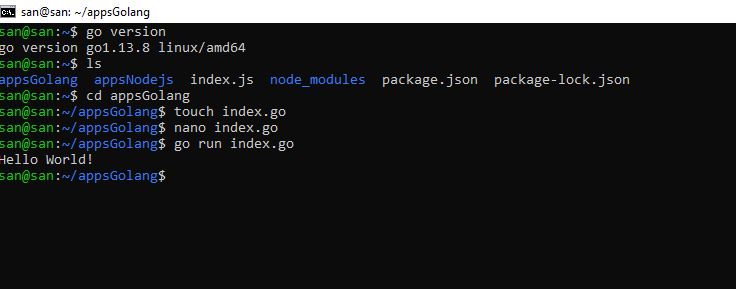 san@san: ~/appsGolang
san@san:~$ go version
go version go1.13.8 linux/amd64
san@san:~$ ls
appsGolang  appsNodejs  index.js  node_modules  package.json  package-lock.json
san@san:~$ cd appsGolang
san@san:~/appsGolang$ touch index.go
san@san:~/appsGolang$ nano index.go
san@san:~/appsGolang$ go run index.go
Hello World!
san@san:~/appsGolang$